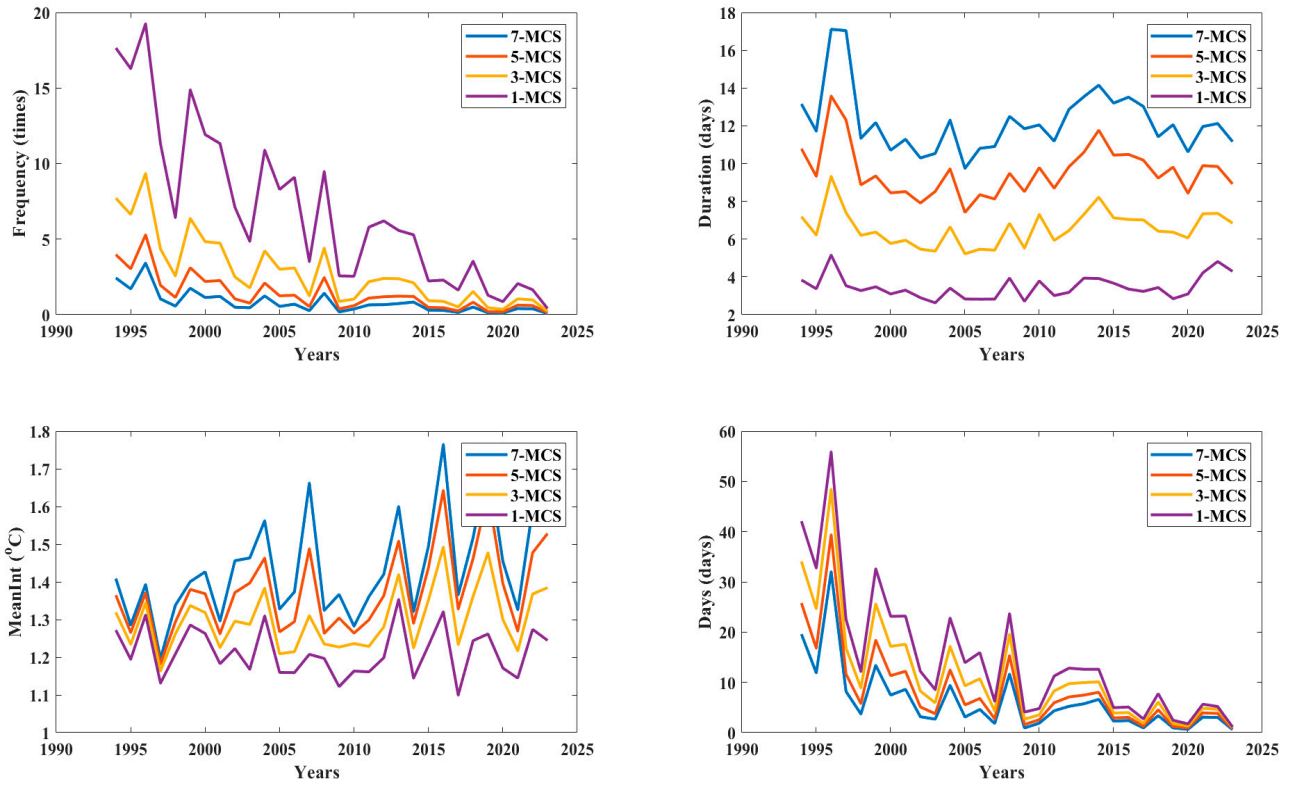 Frequency (times)
20
15
10
5
0
1990 1995 2000 2005 2010 2015 2020 2025
Years
7-MCS
5-MCS
3-MCS
1-MCS
Duration (days)
18
16
14
12
10
8
6
4
2
1990 1995 2000 2005 2010 2015 2020 2025
Years
7-MCS
5-MCS
3-MCS
1-MCS
MeanInt (°C)
1.8
1.7
1.6
1.5
1.4
1.3
1.2
1.1
1
1990 1995 2000 2005 2010 2015 2020 2025
Years
7-MCS
5-MCS
3-MCS
1-MCS
Days (days)
60
50
40
30
20
10
0
1990 1995 2000 2005 2010 2015 2020 2025
Years
7-MCS
5-MCS
3-MCS
1-MCS